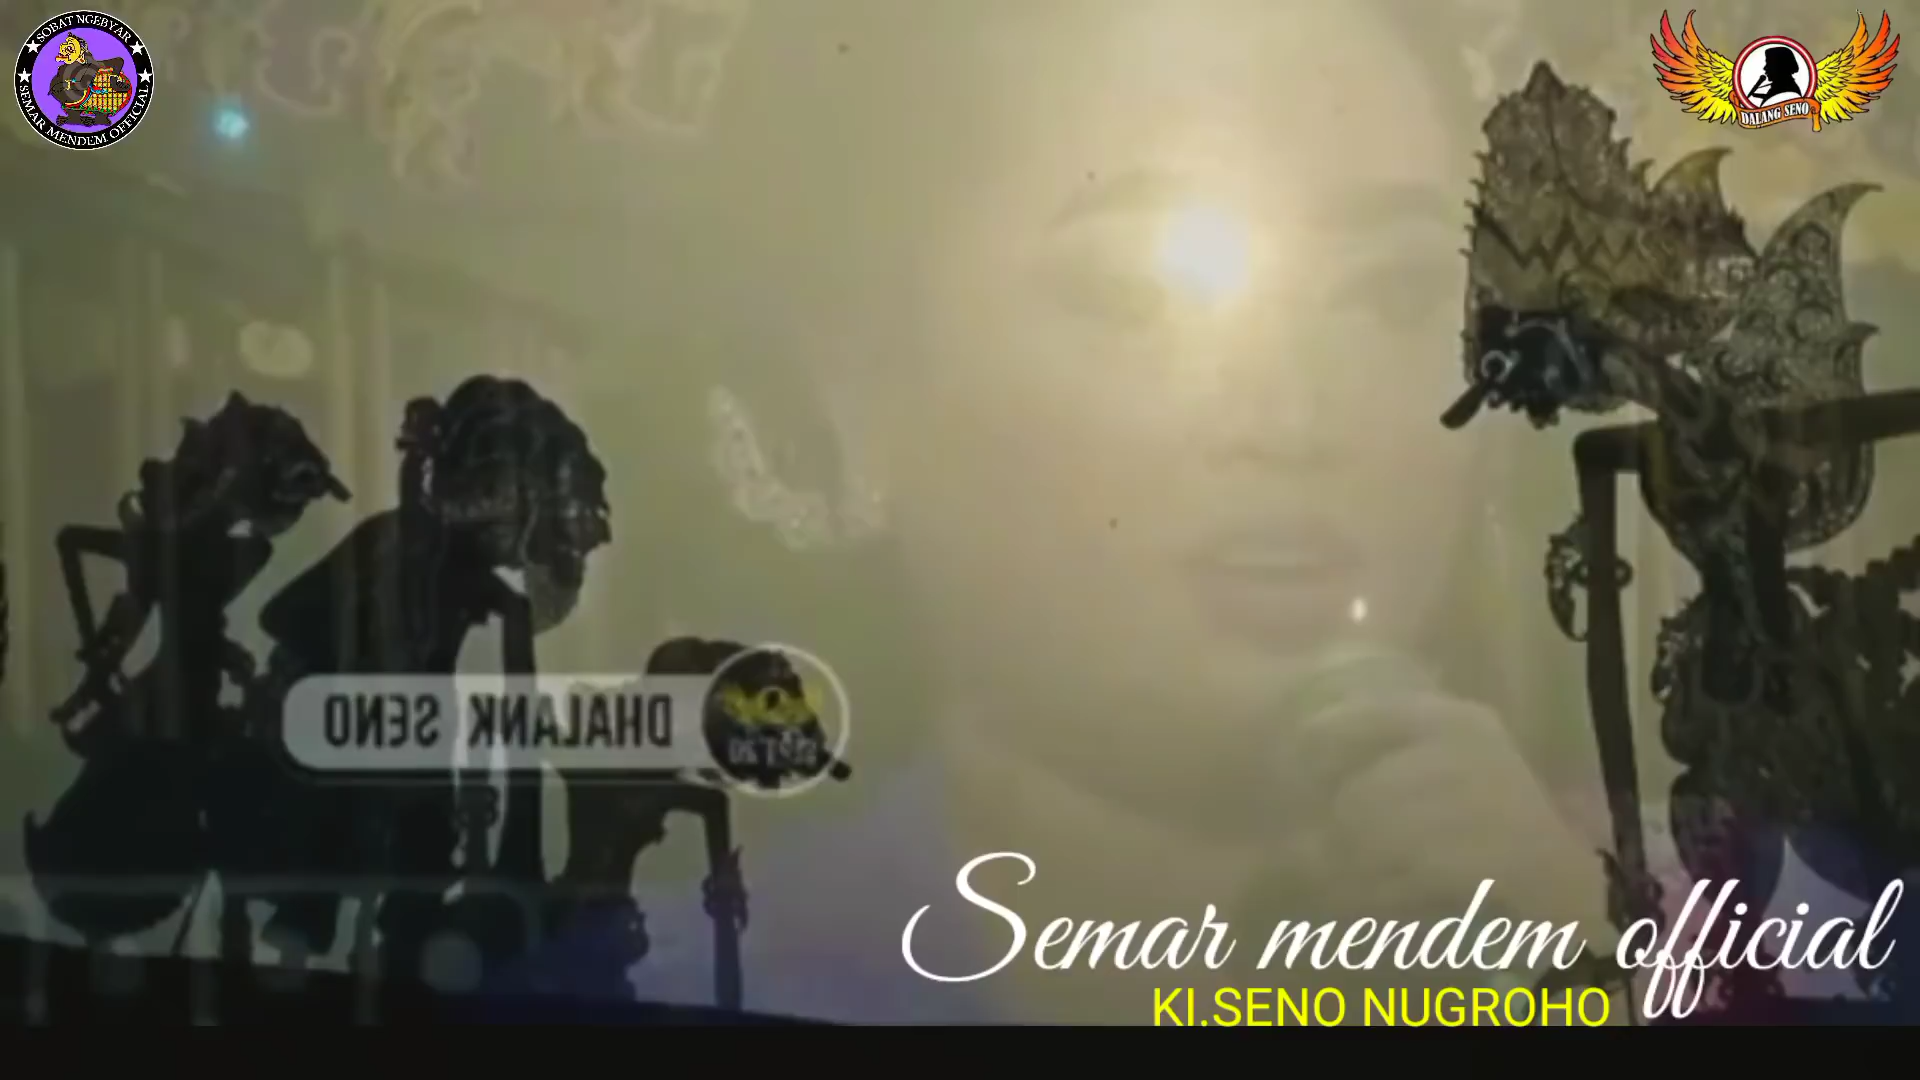 SOBAT NGEBYAR
SEMAR MENDEM OFFICIAL
DALANG SENO
DHALANK SENO
Semar mendem official
KI.SENO NUGROHO